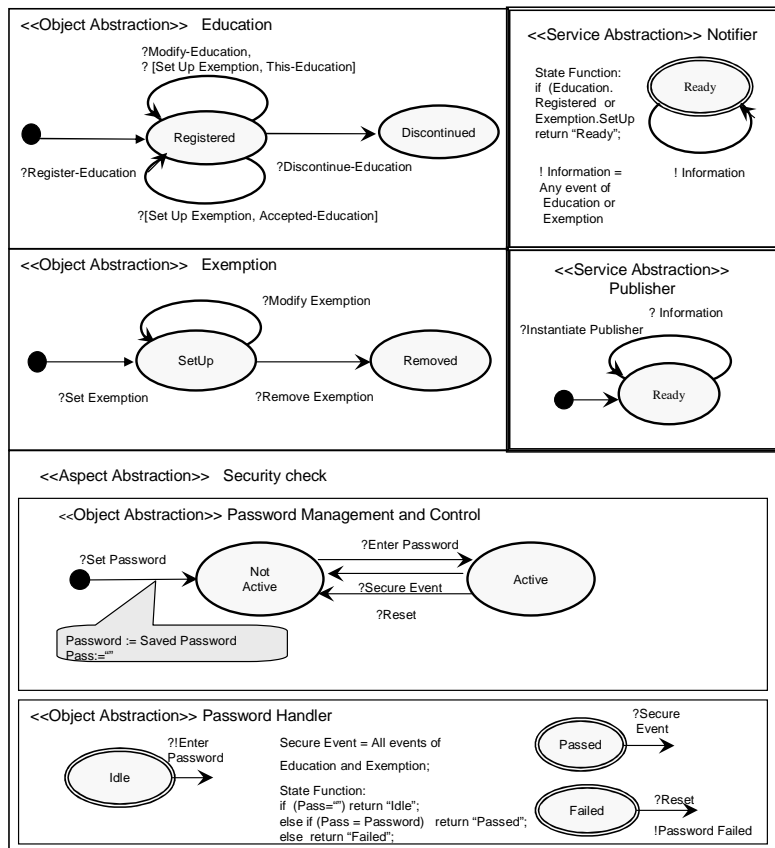 <<Object Abstraction>> Education
?Modify-Education,
? [Set Up Exemption, This-Education]
Registered
Discontinued
?Register-Education
?Discontinue-Education
?[Set Up Exemption, Accepted-Education]
<<Service Abstraction>> Notifier
State Function:
if (Education.
Registered or
Exemption.SetUp
return “Ready”;
Ready
! Information =
Any event of
Education or
Exemption
! Information
<<Object Abstraction>> Exemption
?Modify Exemption
SetUp
Removed
?Set Exemption
?Remove Exemption
<<Service Abstraction>>
Publisher
? Information
?Instantiate Publisher
Ready
<<Aspect Abstraction>> Security check
<<Object Abstraction>> Password Management and Control
?Set Password
?Enter Password
Not
Active
Active
?Secure Event
?Reset
Password := Saved Password
Pass:=“”
<<Object Abstraction>> Password Handler
?!Enter
Password
Idle
Secure Event = All events of
Education and Exemption;
State Function:
if (Pass=“”) return “Idle”;
else if (Pass = Password) return “Passed”;
else return “Failed”;
Passed
?Secure
Event
Failed
?Reset
!Password Failed